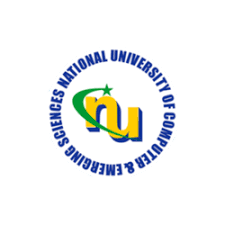 NATIONAL UNIVERSITY OF COMPUTER & EMERGING SCIENCES
nu